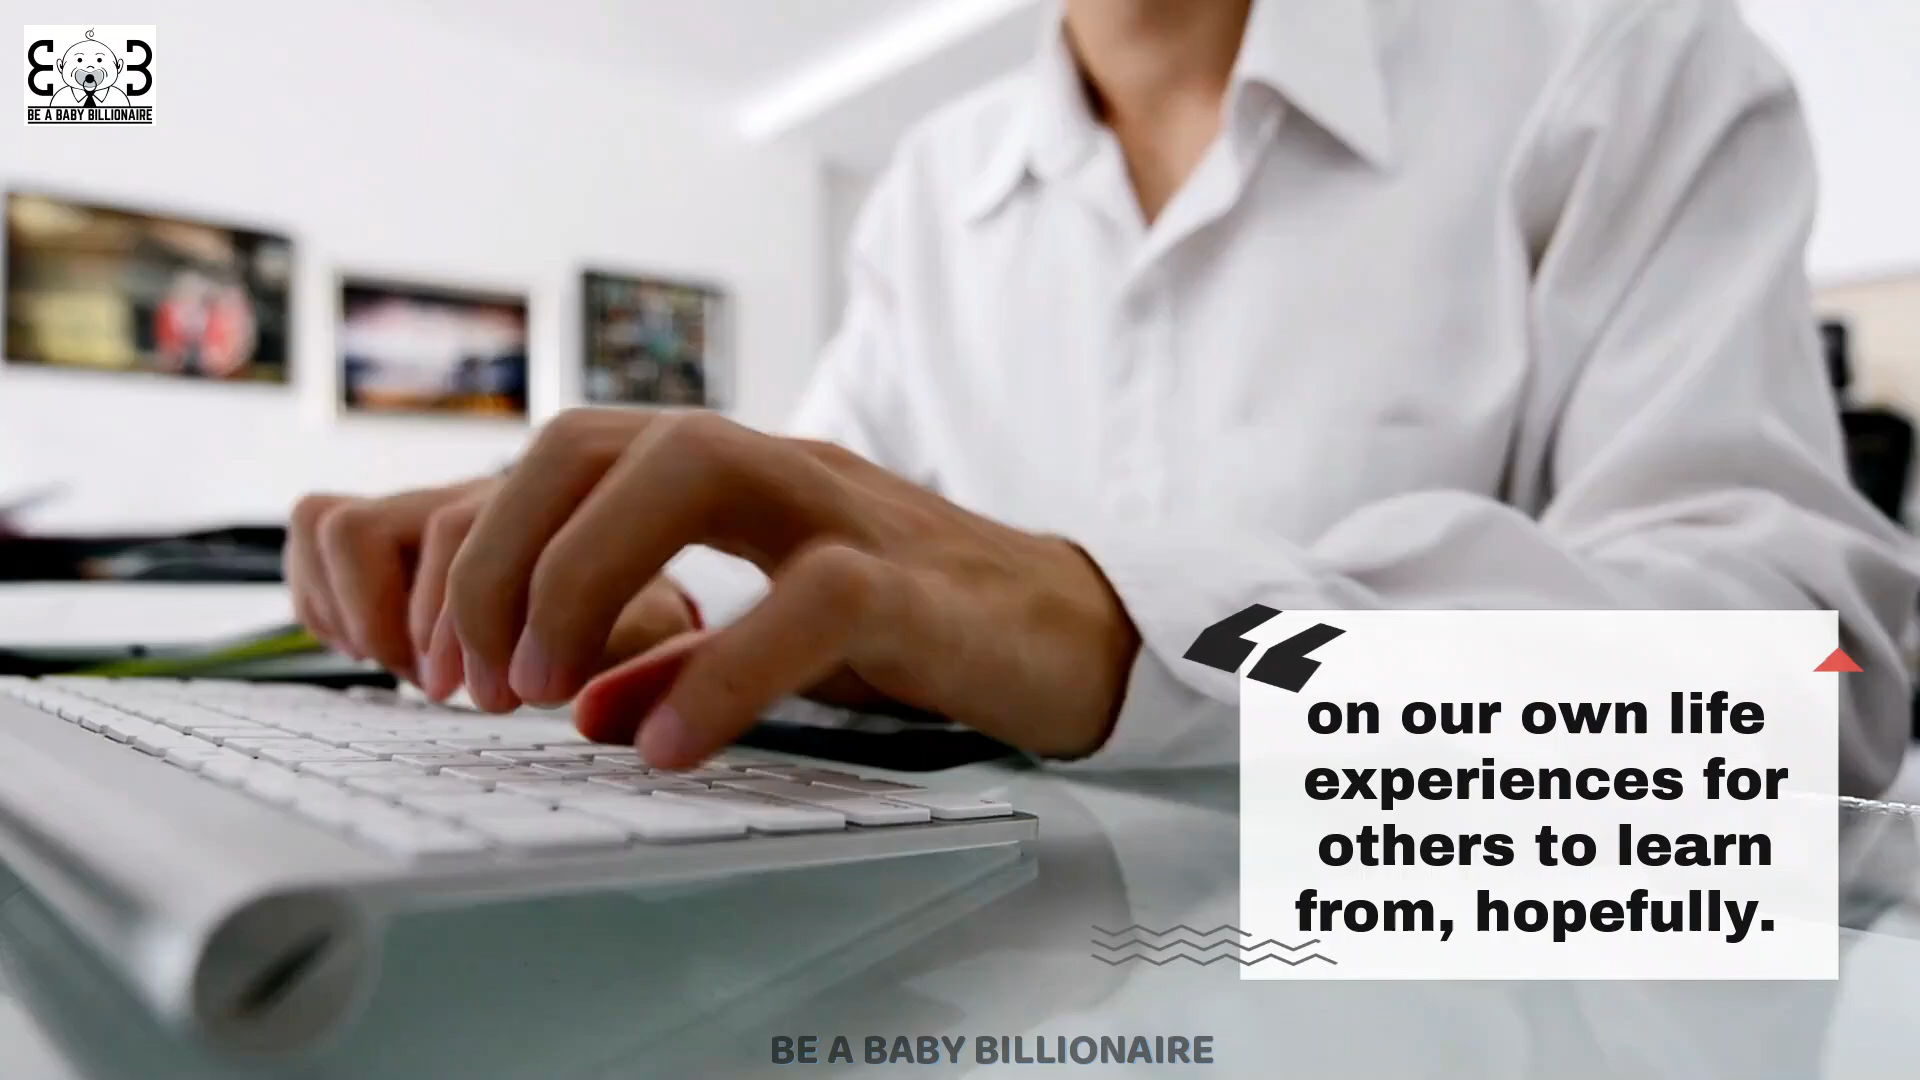 BE A BABY BILLIONAIRE
on our own life
experiences for
others to learn
from, hopefully.
BE A BABY BILLIONAIRE